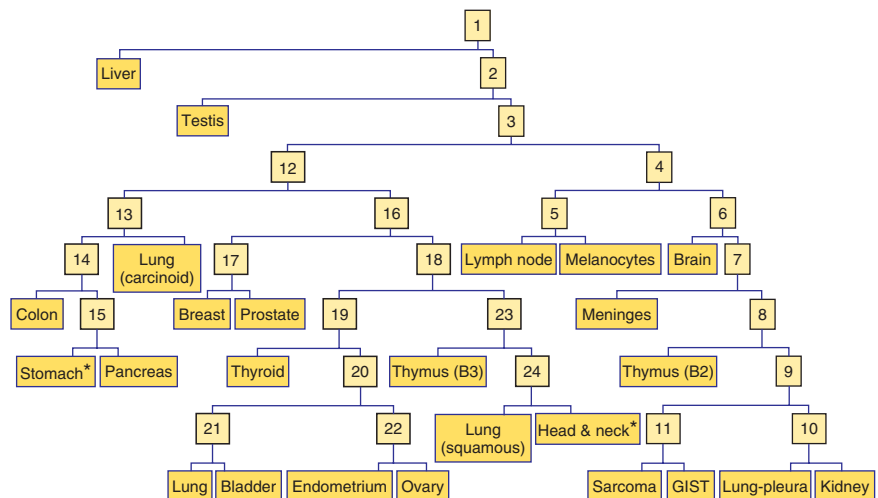 1
Liver
2
Testis
3
12
4
13
16
5
6
14
Lung
(carcinoid)
17
18
Lymph node
Melanocytes
Brain
7
Colon
15
Breast
Prostate
19
23
Meninges
8
Stomach*
Pancreas
Thyroid
20
Thymus (B3)
24
Thymus (B2)
9
21
22
Lung
(squamous)
Head & neck*
11
10
Lung
Bladder
Endometrium
Ovary
Sarcoma
GIST
Lung-pleura
Kidney